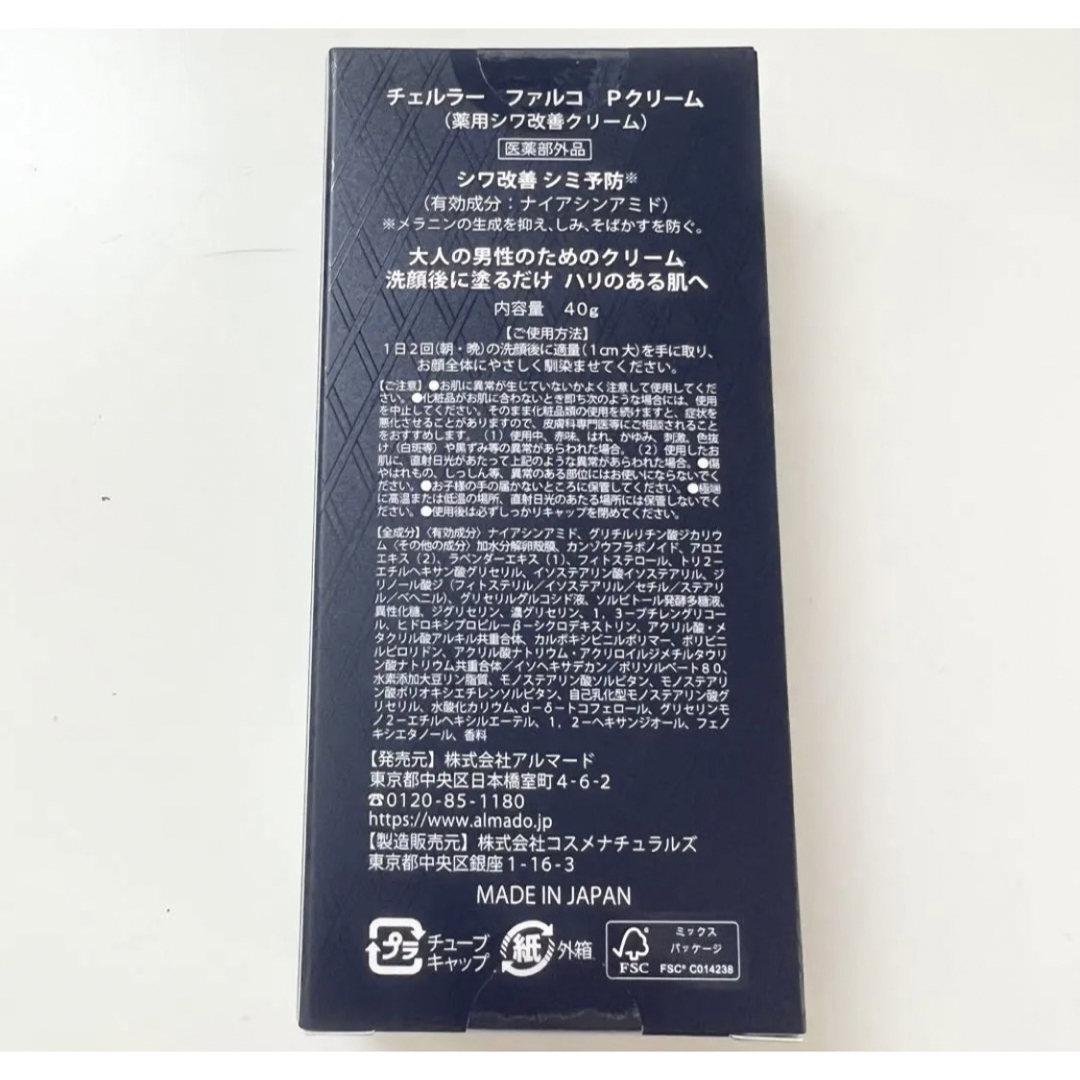 チェルラー　ファルコ　Pクリーム
（薬用シワ改善クリーム）
医薬部外品
シワ改善 シミ予防※
（有効成分：ナイアシンアミド）
※メラニンの生成を抑え、しみ、そばかすを防ぐ。
大人の男性のためのクリーム
洗顔後に塗るだけ ハリのある肌へ
内容量　40g
【ご使用方法】
1日2回（朝・晩）の洗顔後に適量（1cm大）を手に取り、
お顔全体にやさしく馴染ませてください。
【ご注意】●お肌に異常が生じていないかよく注意して使用してくだ
さい。●化粧品がお肌に合わないとき即ち次のような場合には、使用
を中止してください。そのまま化粧品類の使用を続けますと、症状を
悪化させることがありますので、皮膚科専門医等にご相談されること
をおすすめします。（1）使用中、赤味、はれ、かゆみ、刺激、色抜
け（白斑等）や黒ずみ等の異常があらわれた場合。（2）使用したお
肌に、直射日光があたって上記のような異常があらわれた場合。●傷
やはれもの、しっしん等、異常のある部位にはお使いにならないでく
ださい。●お子様の手の届かないところに保管してください。●極端
に高温または低温の場所、直射日光のあたる場所には保管しないでく
ださい。●使用後は必ずしっかりキャップを閉めてください。
【全成分】〈有効成分〉ナイアシンアミド、グリチルリチン酸ジカリウ
ム〈その他の成分〉加水分解卵殻膜、カンゾウフラボノイド、アロエ
エキス（2）、ラベンダーエキス（1）、フィトステロール、トリ2－
エチルヘキサン酸グリセリル、イソステアリン酸イソステアリル、ジ
リノール酸ジ（フィトステリル／イソステアリル／セチル／ステアリ
ル／ベヘニル）、グリセリルグルコシド液、ソルビトール発酵多糖液、
異性化糖、ジグリセリン、濃グリセリン、1，3－ブチレングリコー
ル、ヒドロキシプロピル－β－シクロデキストリン、アクリル酸・メ
タクリル酸アルキル共重合体、カルボキシビニルポリマー、ポリビニ
ルピロリドン、アクリル酸ナトリウム・アクリロイルジメチルタウリ
ン酸ナトリウム共重合体／イソヘキサデカン／ポリソルベート80、
水素添加大豆リン脂質、モノステアリン酸ソルビタン、モノステアリ
ン酸ポリオキシエチレンソルビタン、自己乳化型モノステアリン酸グ
リセリル、水酸化カリウム、d－δ－トコフェロール、グリセリンモ
ノ2－エチルヘキシルエーテル、1，2－ヘキサンジオール、フェノ
キシエタノール、香料
【発売元】株式会社アルマード
東京都中央区日本橋室町4-6-2
☎0120-85-1180
https://www.almado.jp
【製造販売元】株式会社コスメナチュラルズ
東京都中央区銀座1-16-3
MADE IN JAPAN
プラ チューブ
キャップ
紙 外箱
FSC
ミックス
パッケージ
FSC® C014238